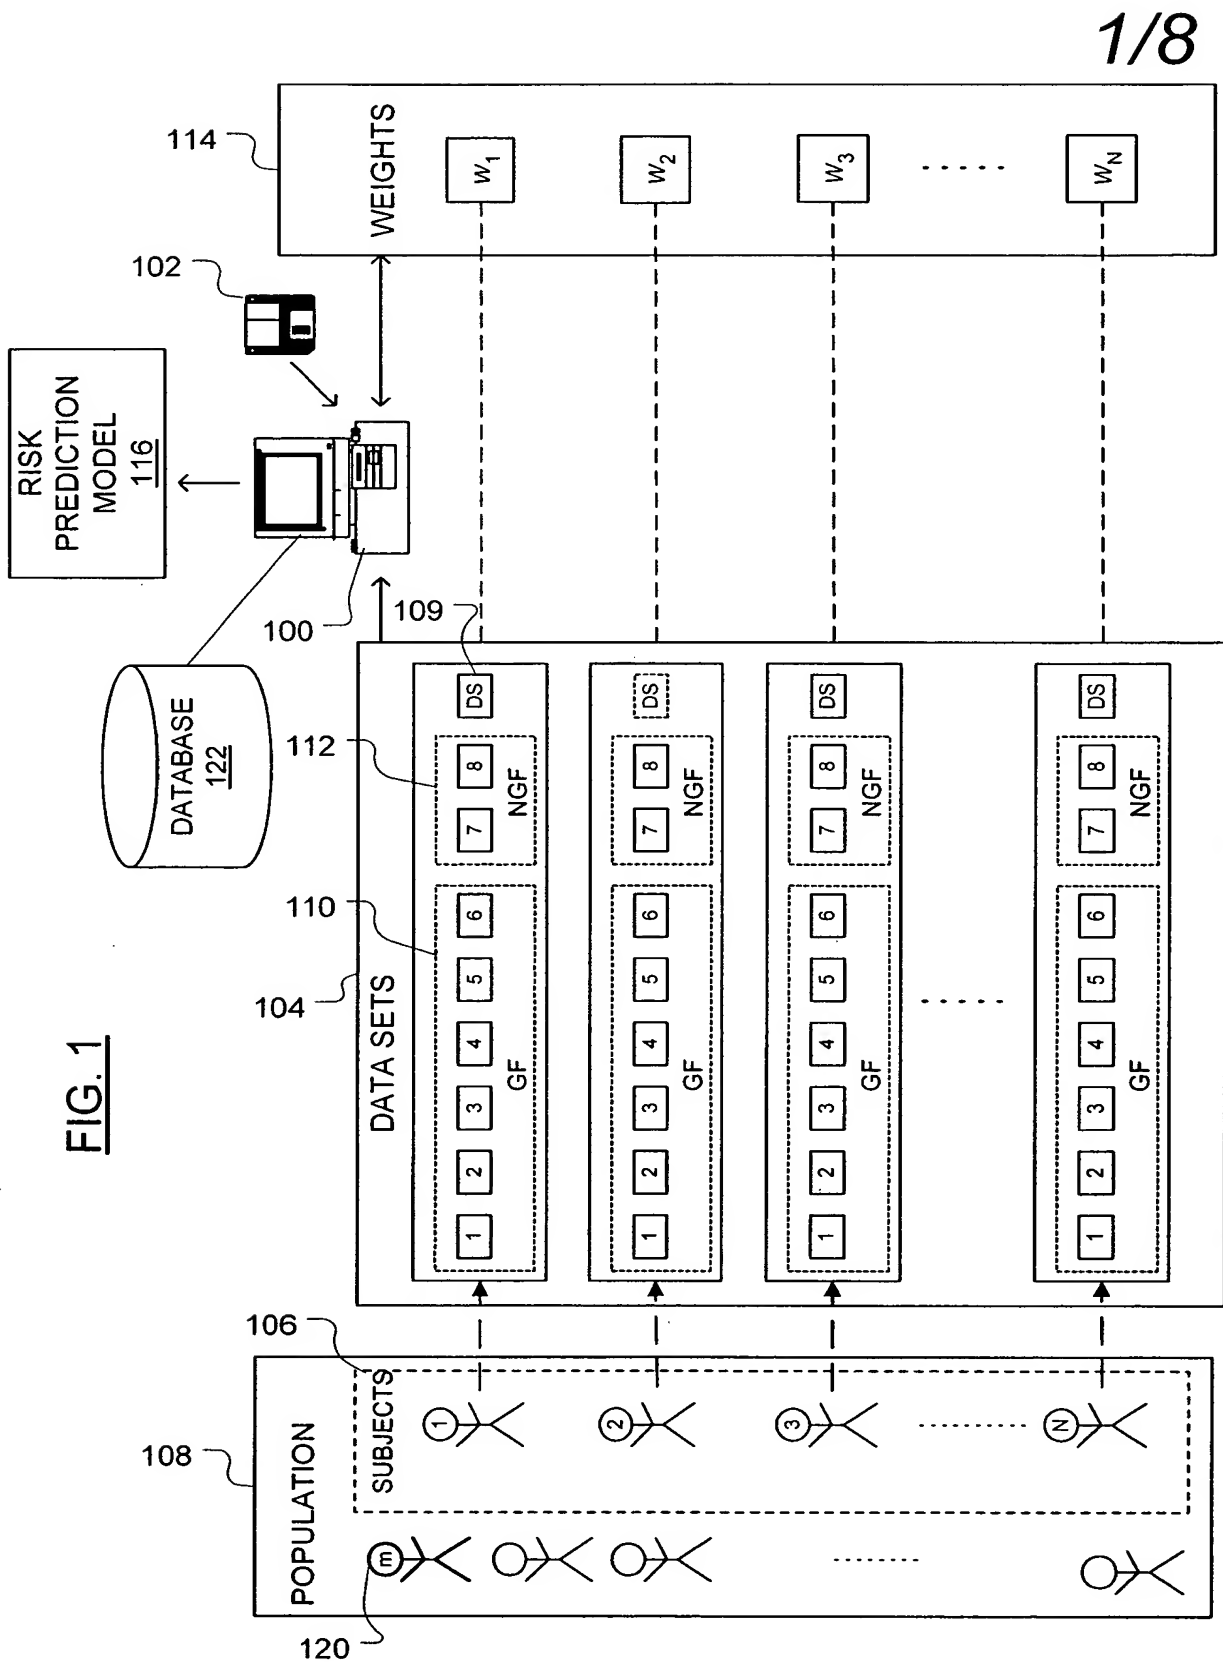 1/8
FIG. 1
POPULATION
SUBJECTS
108
106
120
m
1
2
3
N
104
DATA SETS
110
112
109
1 2 3 4 5 6 7 8 DS
GF NGF
1 2 3 4 5 6 7 8 DS
GF NGF
1 2 3 4 5 6 7 8 DS
GF NGF
1 2 3 4 5 6 7 8 DS
GF NGF
DATABASE
122
100
102
RISK
PREDICTION
MODEL
116
114
WEIGHTS
W1
W2
W3
WN